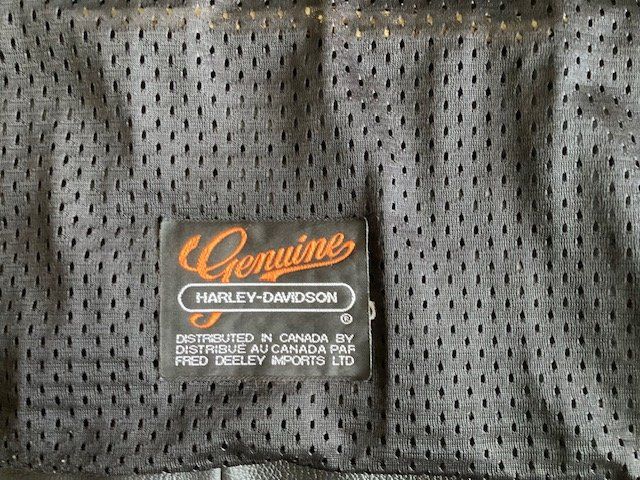 Genuine
HARLEY-DAVIDSON
®
DISTRIBUTED IN CANADA BY
DISTRIBUÉ AU CANADA PAR
FRED DEELEY IMPORTS LTD